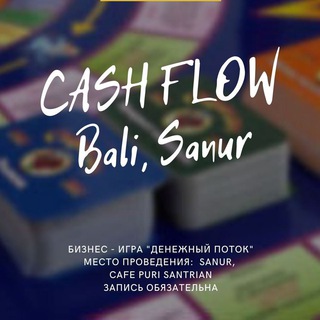 CASH FLOW
Bali, Sanur
БИЗНЕС - ИГРА "ДЕНЕЖНЫЙ ПОТОК"
МЕСТО ПРОВЕДЕНИЯ: SANUR,
CAFE PURI SANTRIAN
ЗАПИСЬ ОБЯЗАТЕЛЬНА